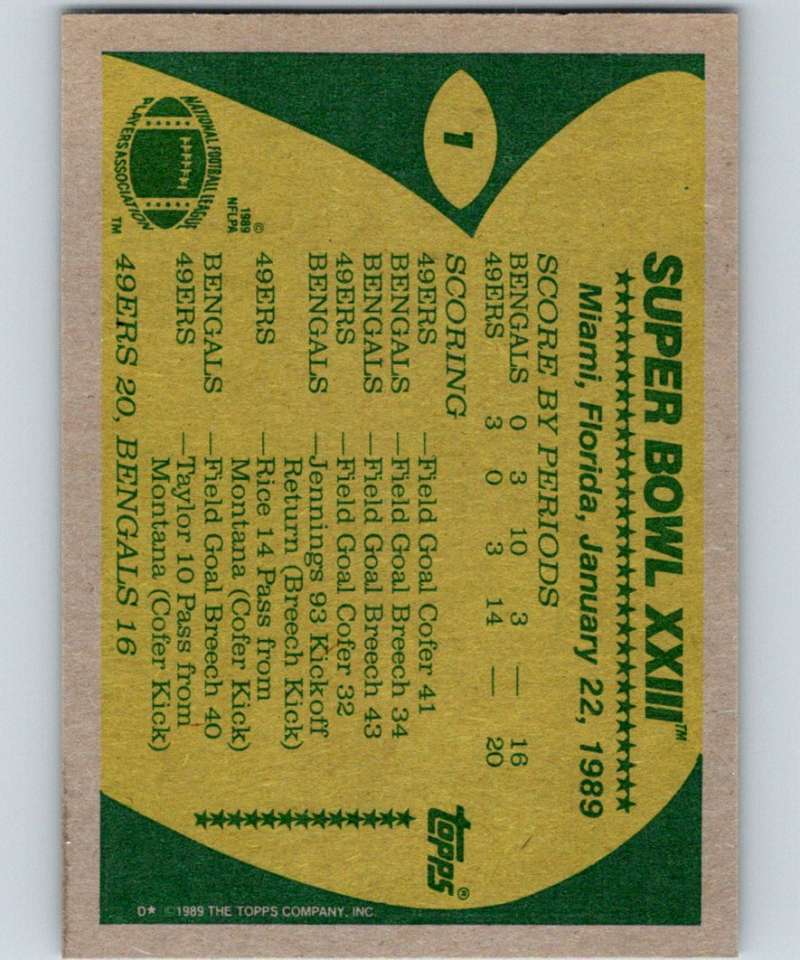 1
SUPER BOWL XXIII™
★★★★★★★★★★★★★★★★★★★★★★★★★★★★★★
Miami, Florida, January 22, 1989
SCORE BY PERIODS
BENGALS 0 3 10 3 — 16
49ERS 3 0 3 14 — 20
SCORING
49ERS —Field Goal Cofer 41
BENGALS —Field Goal Breech 34
BENGALS —Field Goal Breech 43
49ERS —Field Goal Cofer 32
BENGALS —Jennings 93 Kickoff
Return (Breech Kick)
49ERS —Rice 14 Pass from
Montana (Cofer Kick)
BENGALS —Field Goal Breech 40
49ERS —Taylor 10 Pass from
Montana (Cofer Kick)
49ERS 20, BENGALS 16
NATIONAL FOOTBALL LEAGUE
PLAYERS ASSOCIATION
TM
©
1989
NFLPA
topps®
D★ ©1989 THE TOPPS COMPANY, INC.